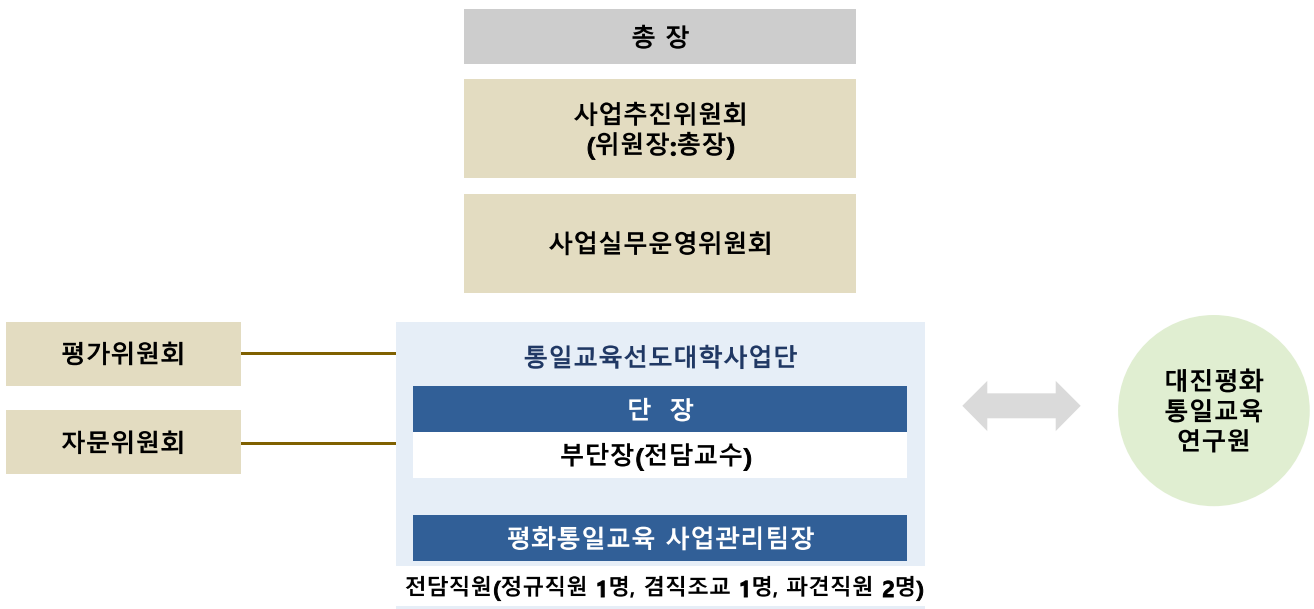 총 장
사업추진위원회
(위원장:총장)
사업실무운영위원회
평가위원회
자문위원회
통일교육선도대학사업단
단 장
부단장(전담교수)
평화통일교육 사업관리팀장
전담직원(정규직원 1명, 겸직조교 1명, 파견직원 2명)
대진평화
통일교육
연구원